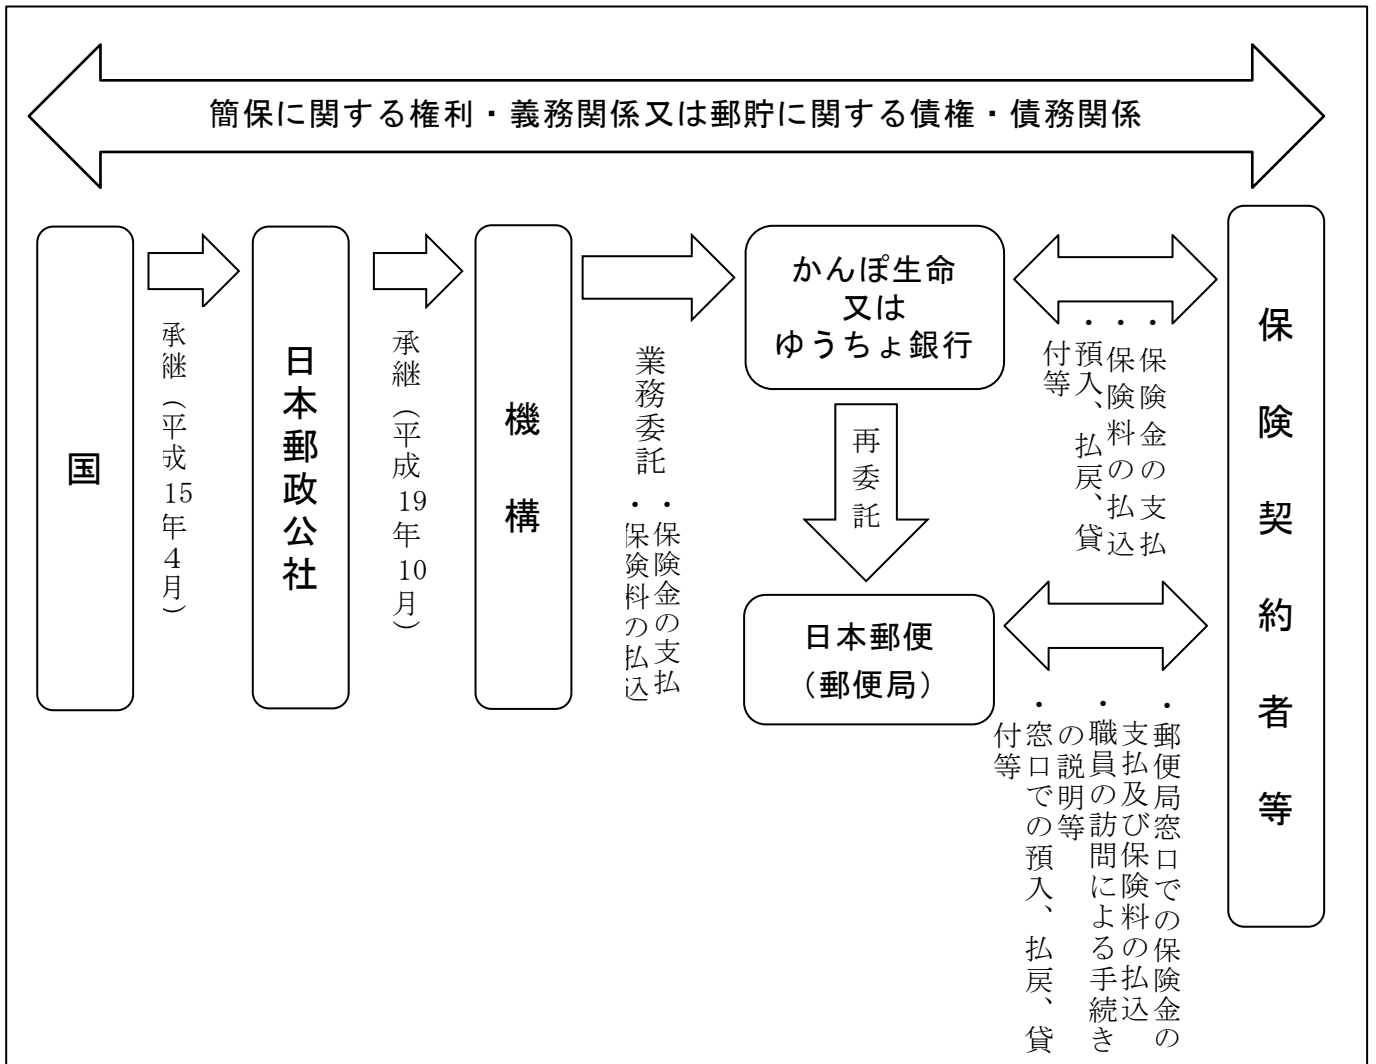 簡保に関する権利・義務関係又は郵貯に関する債権・債務関係
国
承継(平成15年4月)
日本郵政公社
承継(平成19年10月)
機構
業務委託
・保険金の支払
・保険料の払込
かんぽ生命
又は
ゆうちょ銀行
再委託
日本郵便
(郵便局)
・保険金の支払
・保険料の払込
・預入、払戻、貸
付等
・郵便局窓口での保険金の
支払及び保険料の払込
・職員の訪問による手続き
の説明等
・窓口での預入、払戻、貸
付等
保険契約者等